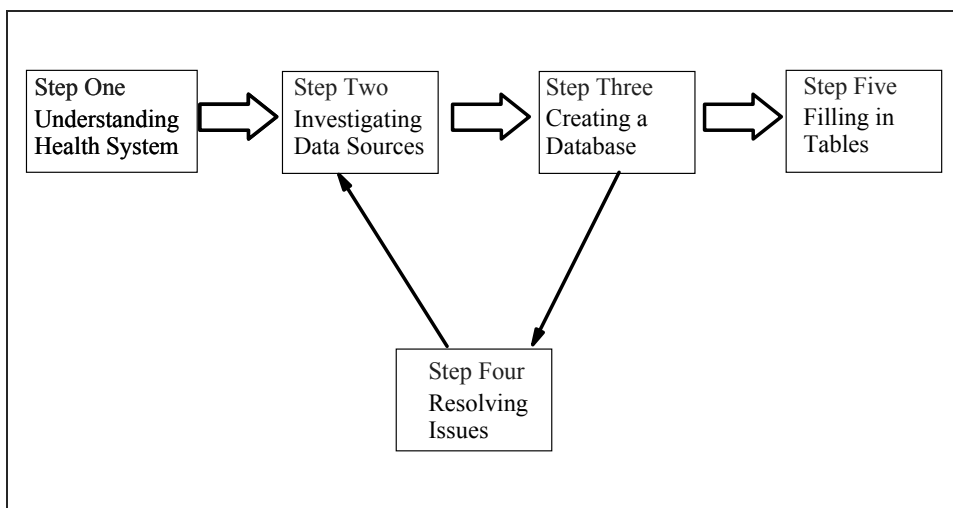 Step One
Understanding
Health System
Step Two
Investigating
Data Sources
Step Three
Creating a
Database
Step Five
Filling in
Tables
Step Four
Resolving
Issues